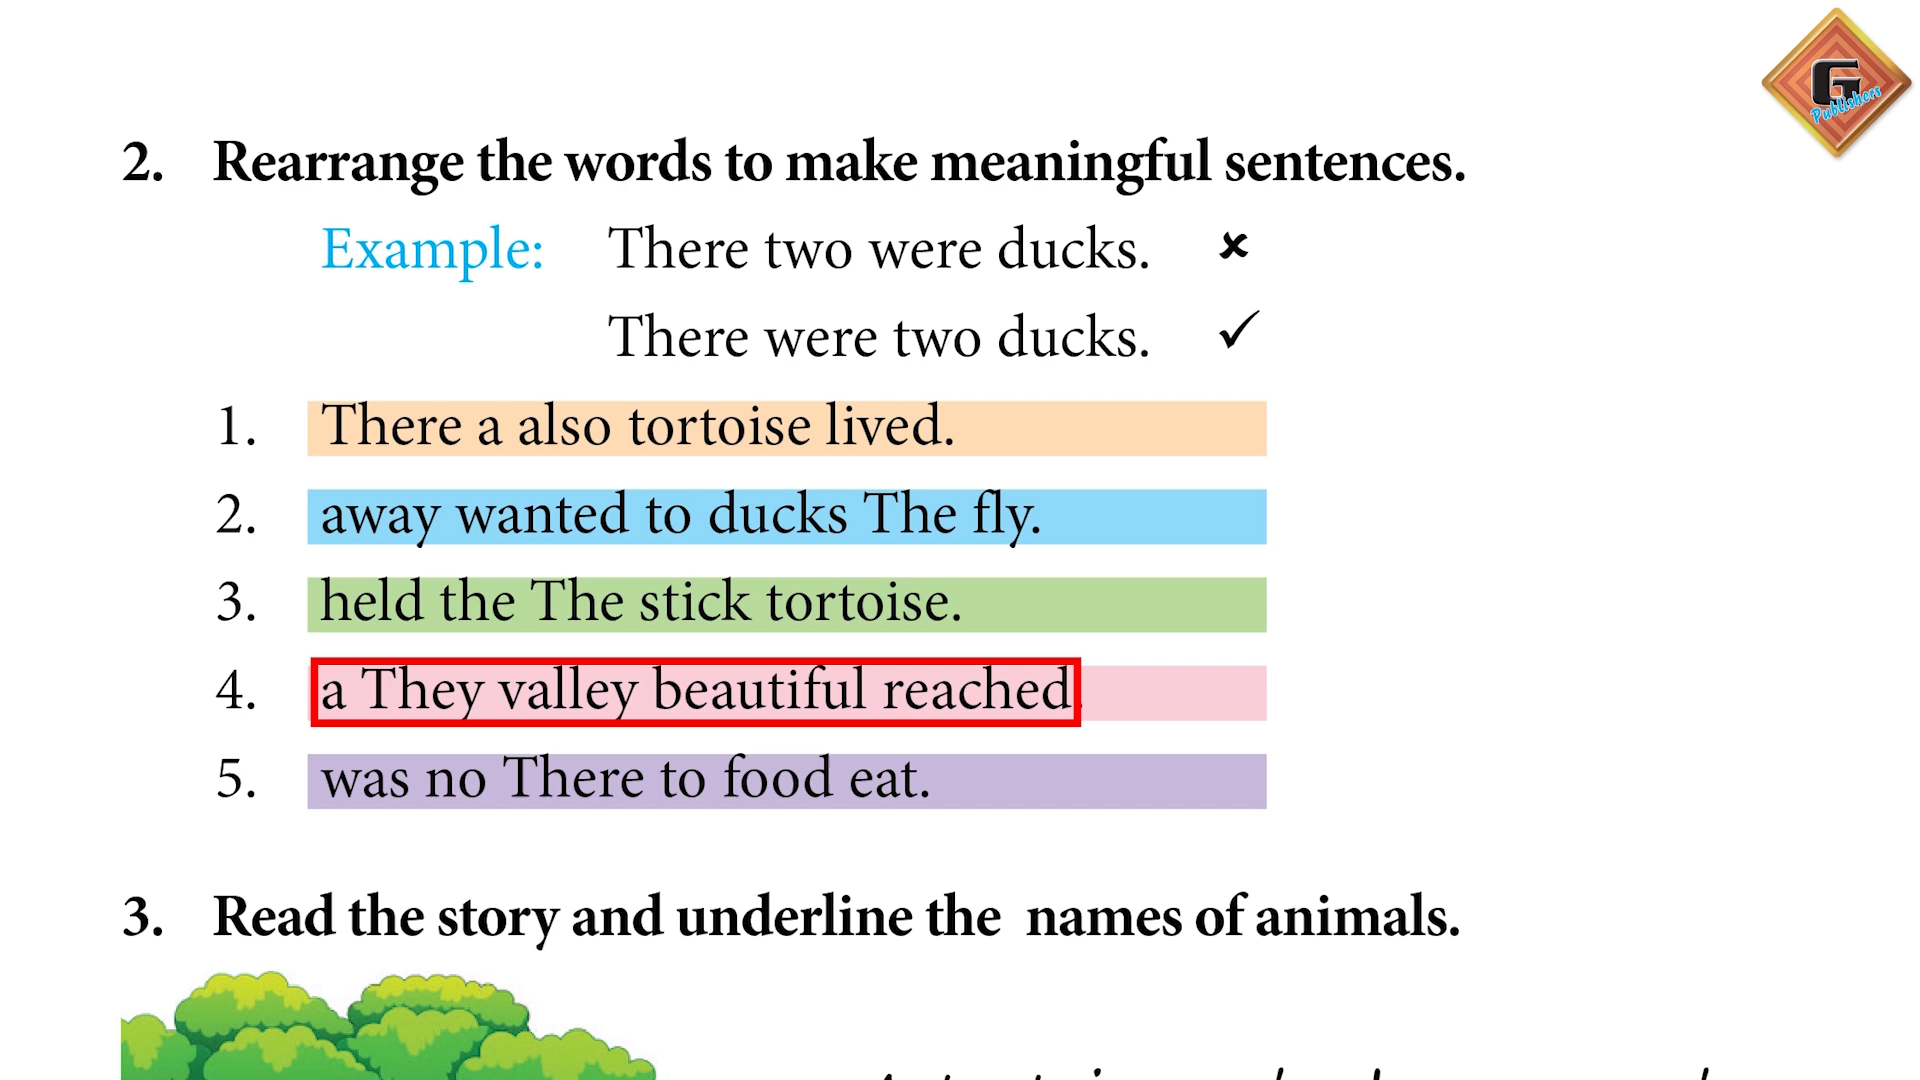 G
Publishers
2. Rearrange the words to make meaningful sentences.
Example: There two were ducks. ✘
There were two ducks. ✓
1. There a also tortoise lived.
2. away wanted to ducks The fly.
3. held the The stick tortoise.
4. a They valley beautiful reached.
5. was no There to food eat.
3. Read the story and underline the names of animals.